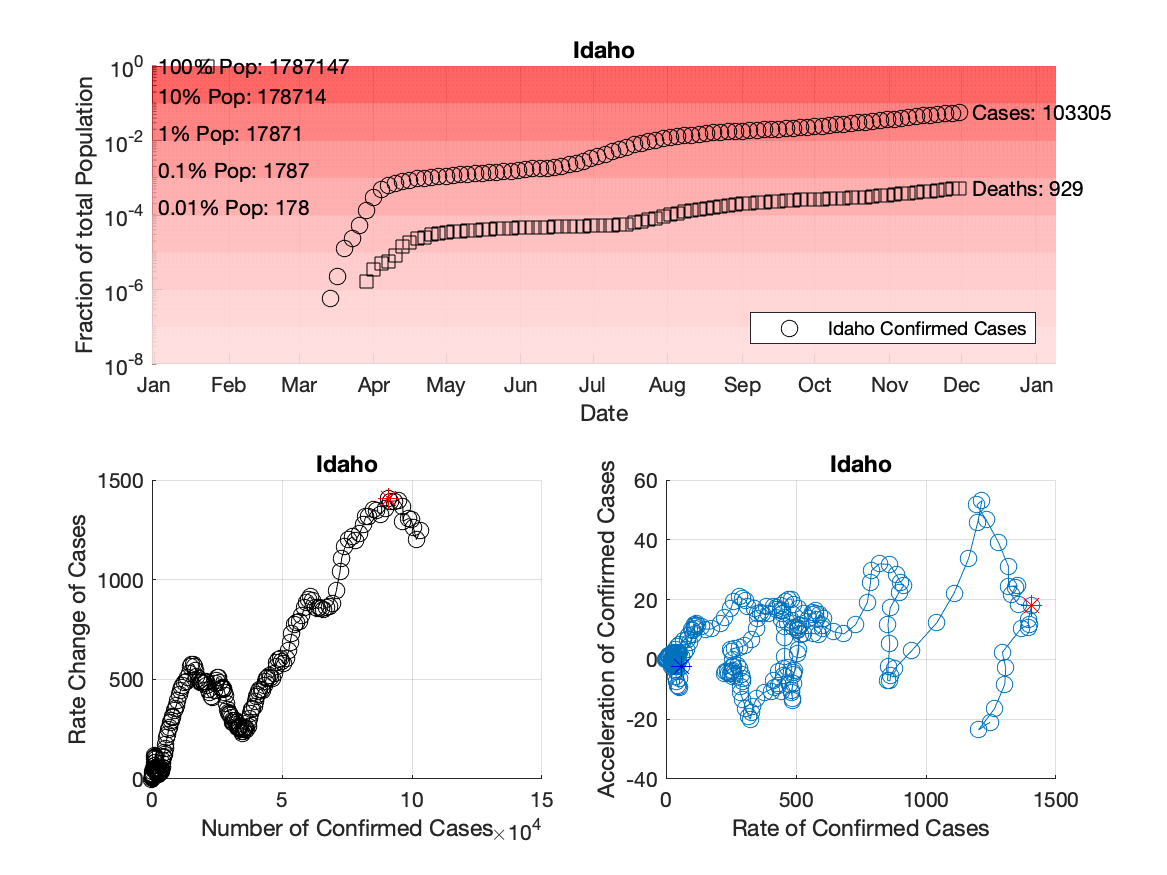 Idaho
10^0
10^-2
10^-4
10^-6
10^-8
Fraction of total Population
100% Pop: 1787147
10% Pop: 178714
1% Pop: 17871
0.1% Pop: 1787
0.01% Pop: 178
Cases: 103305
Deaths: 929
Idaho Confirmed Cases
Jan Feb Mar Apr May Jun Jul Aug Sep Oct Nov Dec Jan
Date
Idaho
1500
1000
500
0
Rate Change of Cases
0 5 10 15
Number of Confirmed Cases ×10^4
Idaho
60
40
20
0
-20
-40
Acceleration of Confirmed Cases
0 500 1000 1500
Rate of Confirmed Cases